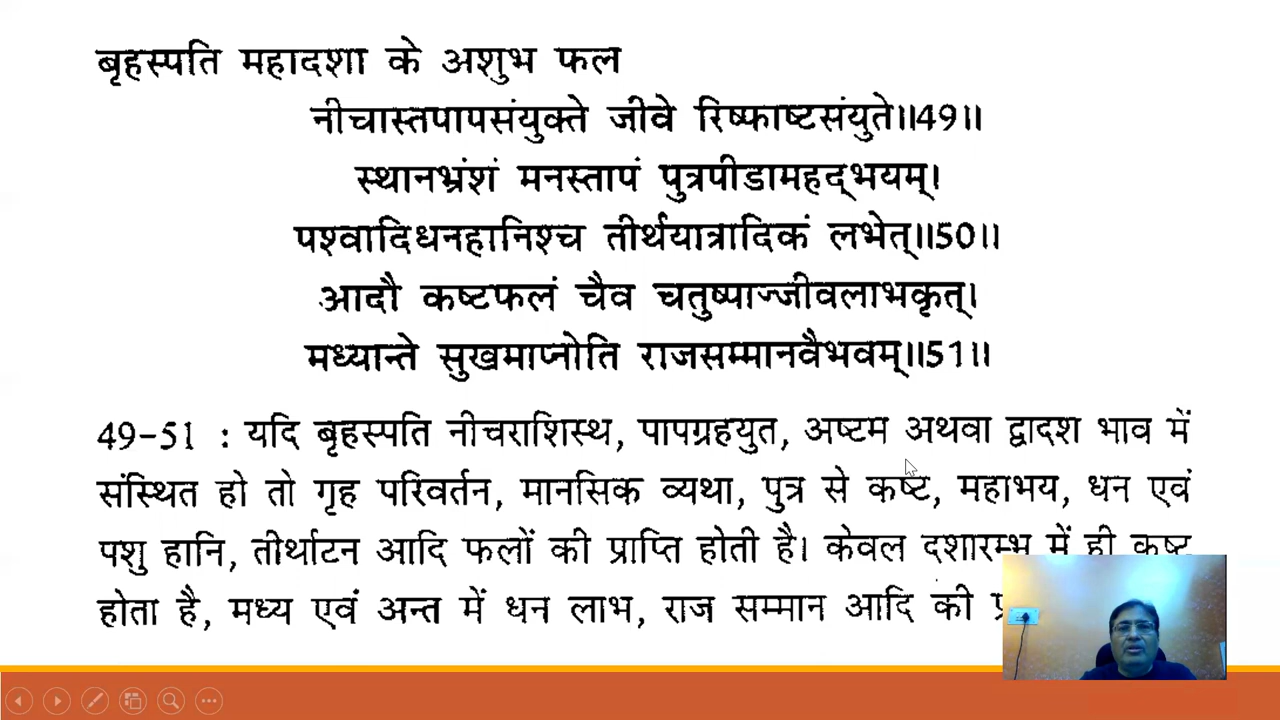 बृहस्पति महादशा के अशुभ फल
नीचास्तपापसंयुक्ते जीवे रिष्फाष्टसंयुते॥49॥
स्थानभ्रंशं मनस्तापं पुत्रपीडामहद्भयम्।
पश्वादिधनहानिश्च तीर्थयात्रादिकं लभेत्॥50॥
आदौ कष्टफलं चैव चतुष्पाज्जीवलाभकृत्।
मध्यान्ते सुखमाप्नोति राजसम्मानवैभवम्॥51॥
49-51 : यदि बृहस्पति नीचराशिस्थ, पापग्रहयुत, अष्टम अथवा द्वादश भाव में
संस्थित हो तो गृह परिवर्तन, मानसिक व्यथा, पुत्र से कष्ट, महाभय, धन एवं
पशु हानि, तीर्थाटन आदि फलों की प्राप्ति होती है। केवल दशारम्भ में ही कष्ट
होता है, मध्य एवं अन्त में धन लाभ, राज सम्मान आदि की